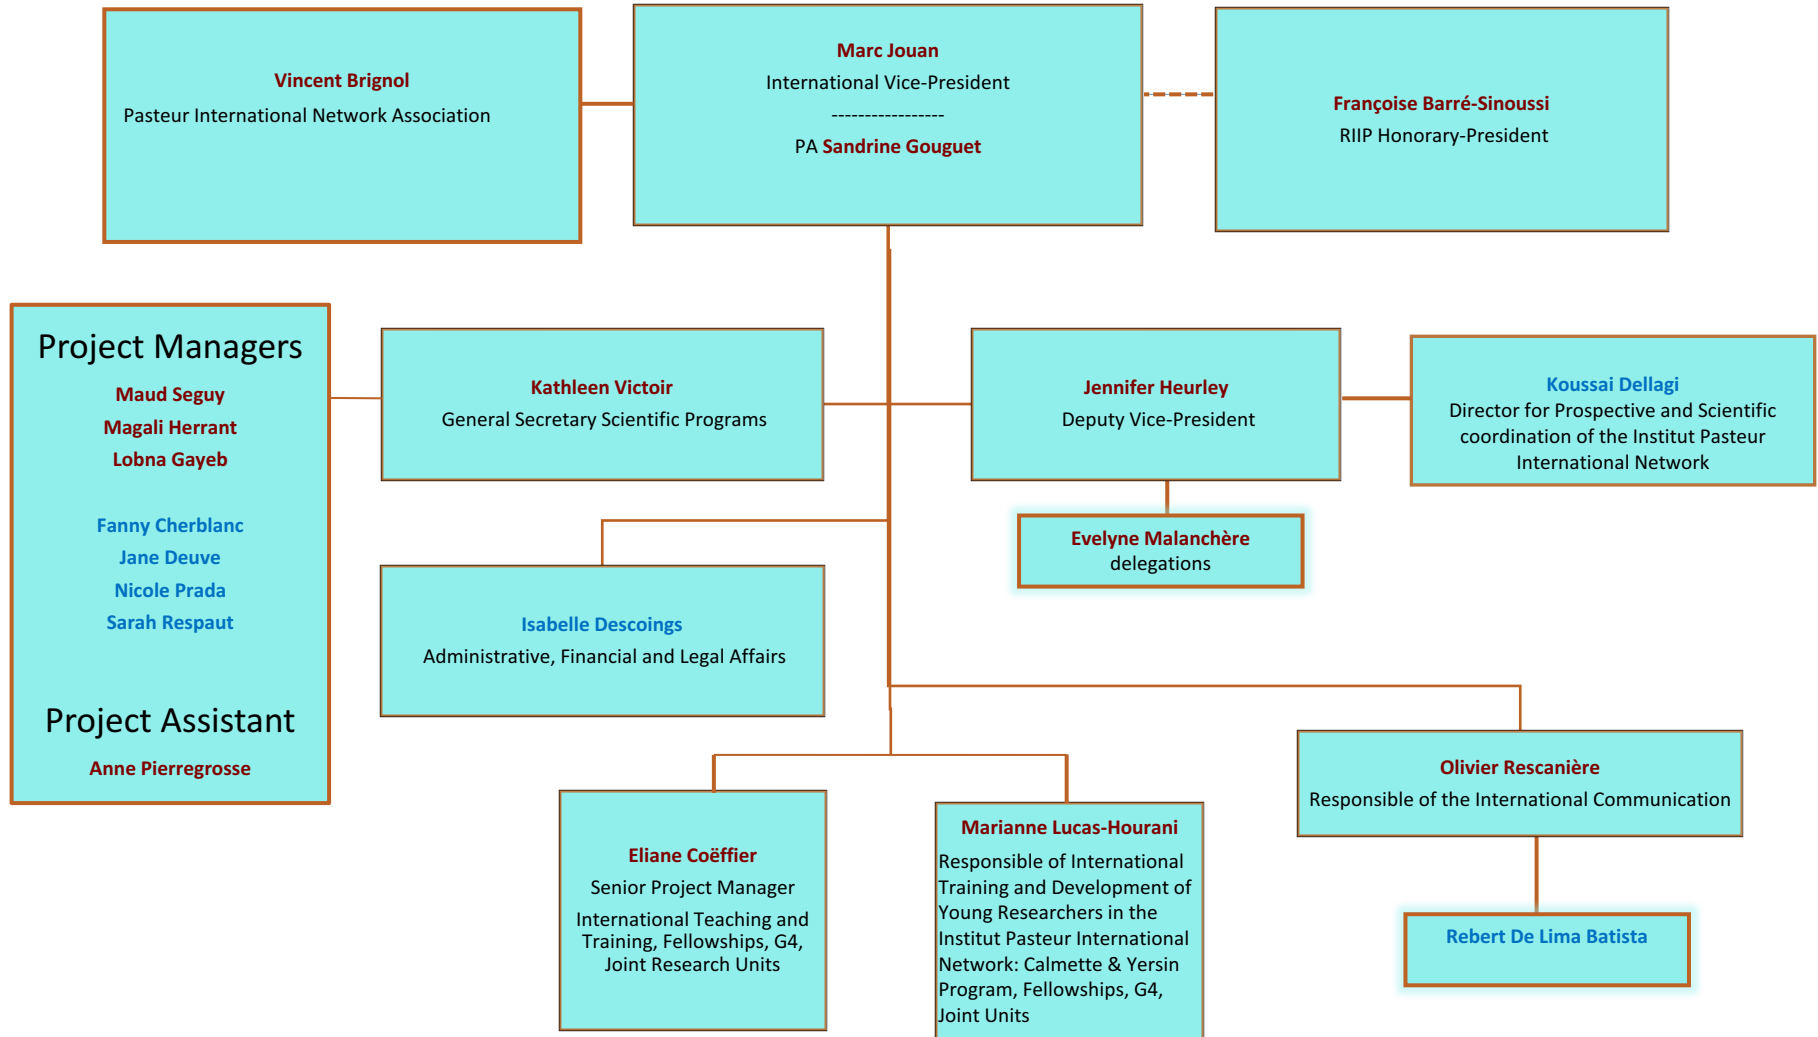 Vincent Brignol
Pasteur International Network Association
Marc Jouan
International Vice-President
-----------------
PA Sandrine Gouguet
Françoise Barré-Sinoussi
RIIP Honorary-President
Project Managers
Maud Seguy
Magali Herrant
Lobna Gayeb
Fanny Cherblanc
Jane Deuve
Nicole Prada
Sarah Respaut
Project Assistant
Anne Pierregrosse
Kathleen Victoir
General Secretary Scientific Programs
Jennifer Heurley
Deputy Vice-President
Koussai Dellagi
Director for Prospective and Scientific
coordination of the Institut Pasteur
International Network
Evelyne Malanchère
delegations
Isabelle Descoings
Administrative, Financial and Legal Affairs
Eliane Coëffier
Senior Project Manager
International Teaching and
Training, Fellowships, G4,
Joint Research Units
Marianne Lucas-Hourani
Responsible of International
Training and Development of
Young Researchers in the
Institut Pasteur International
Network: Calmette & Yersin
Program, Fellowships, G4,
Joint Units
Olivier Rescanière
Responsible of the International Communication
Rebert De Lima Batista